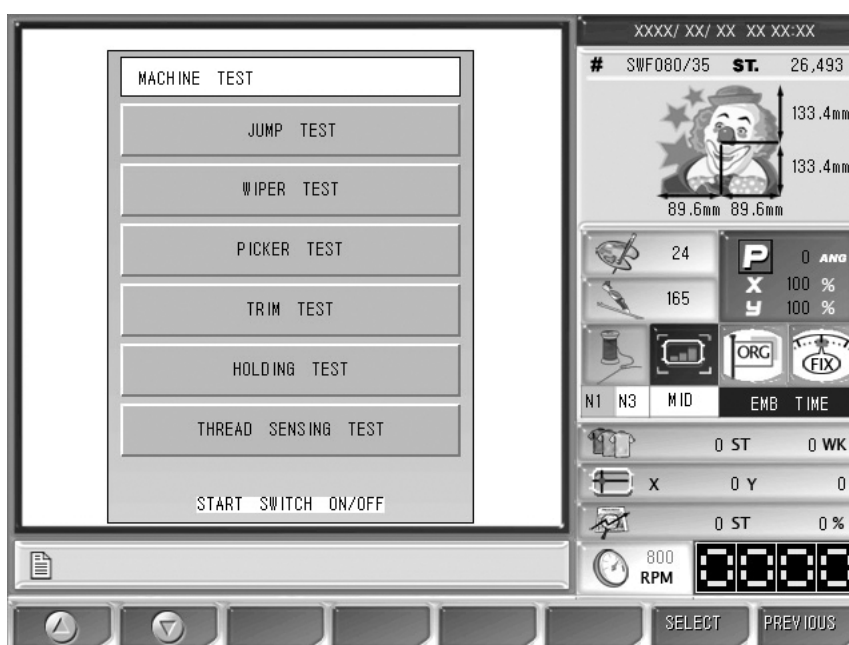 XXXX/ XX/ XX XX XX:XX
MACHINE TEST
JUMP TEST
WIPER TEST
PICKER TEST
TRIM TEST
HOLDING TEST
THREAD SENSING TEST
START SWITCH ON/OFF
# SWF080/35 ST. 26,493
133.4mm
133.4mm
89.6mm 89.6mm
24
165
P 0 ANG
X 100 %
Y 100 %
ORG
FIX
N1 N3 MID EMB TIME
0 ST 0 WK
X 0 Y 0
0 ST 0 %
800
RPM
SELECT PREVIOUS